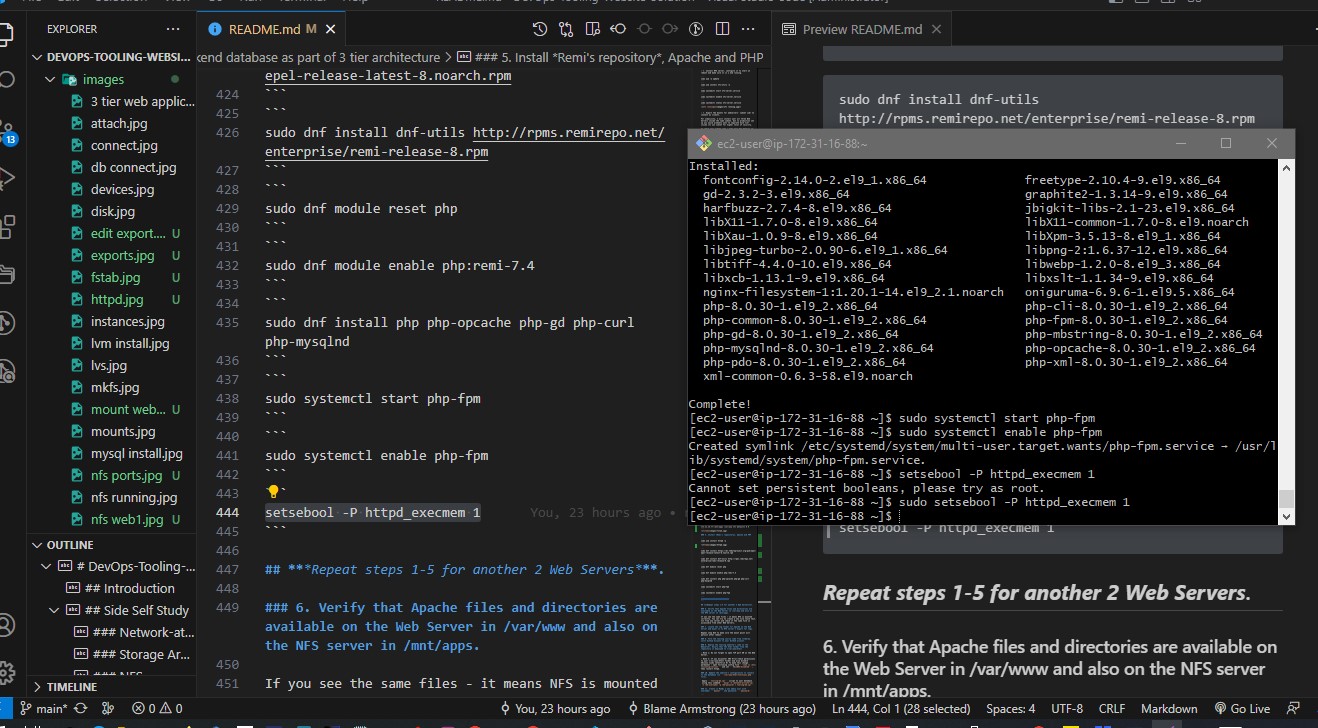 EXPLORER
DEVOPS-TOOLING-WEBSI...
images
3 tier web applic...
attach.jpg
connect.jpg
db connect.jpg
devices.jpg
disk.jpg
edit export.... U
exports.jpg U
fstab.jpg U
httpd.jpg U
instances.jpg
lvm install.jpg
lvs.jpg
mkfs.jpg
mount web... U
mounts.jpg
mysql install.jpg
nfs ports.jpg U
nfs running.jpg
nfs web1.jpg U
OUTLINE
# DevOps-Tooling-...
## Introduction
## Side Self Study
### Network-at...
### Storage Ar...
TIMELINE
13
README.md M
kend database as part of 3 tier architecture > ### 5. Install *Remi's repository*, Apache and PHP
epel-release-latest-8.noarch.rpm
424 ```
425 ```
426 sudo dnf install dnf-utils http://rpms.remirepo.net/
enterprise/remi-release-8.rpm
427 ```
428 ```
429 sudo dnf module reset php
430 ```
431 ```
432 sudo dnf module enable php:remi-7.4
433 ```
434 ```
435 sudo dnf install php php-opcache php-gd php-curl
php-mysqlnd
436 ```
437 ```
438 sudo systemctl start php-fpm
439 ```
440 ```
441 sudo systemctl enable php-fpm
442 ```
443 `
444 setsebool -P httpd_execmem 1 You, 23 hours ago •
445 ```
446
447 ## ***Repeat steps 1-5 for another 2 Web Servers***.
448
449 ### 6. Verify that Apache files and directories are
available on the Web Server in /var/www and also on
the NFS server in /mnt/apps.
450
451 If you see the same files - it means NFS is mounted
Preview README.md
sudo dnf install dnf-utils
http://rpms.remirepo.net/enterprise/remi-release-8.rpm
ec2-user@ip-172-31-16-88:~
Installed:
fontconfig-2.14.0-2.el9_1.x86_64 freetype-2.10.4-9.el9.x86_64
gd-2.3.2-3.el9.x86_64 graphite2-1.3.14-9.el9.x86_64
harfbuzz-2.7.4-8.el9.x86_64 jbigkit-libs-2.1-23.el9.x86_64
libX11-1.7.0-8.el9.x86_64 libX11-common-1.7.0-8.el9.noarch
libXau-1.0.9-8.el9.x86_64 libXpm-3.5.13-8.el9_1.x86_64
libjpeg-turbo-2.0.90-6.el9_1.x86_64 libpng-2:1.6.37-12.el9.x86_64
libtiff-4.4.0-10.el9.x86_64 libwebp-1.2.0-8.el9_3.x86_64
libxcb-1.13.1-9.el9.x86_64 libxslt-1.1.34-9.el9.x86_64
nginx-filesystem-1:1.20.1-14.el9_2.1.noarch oniguruma-6.9.6-1.el9.5.x86_64
php-8.0.30-1.el9_2.x86_64 php-cli-8.0.30-1.el9_2.x86_64
php-common-8.0.30-1.el9_2.x86_64 php-fpm-8.0.30-1.el9_2.x86_64
php-gd-8.0.30-1.el9_2.x86_64 php-mbstring-8.0.30-1.el9_2.x86_64
php-mysqlnd-8.0.30-1.el9_2.x86_64 php-opcache-8.0.30-1.el9_2.x86_64
php-pdo-8.0.30-1.el9_2.x86_64 php-xml-8.0.30-1.el9_2.x86_64
xml-common-0.6.3-58.el9.noarch
Complete!
[ec2-user@ip-172-31-16-88 ~]$ sudo systemctl start php-fpm
[ec2-user@ip-172-31-16-88 ~]$ sudo systemctl enable php-fpm
Created symlink /etc/systemd/system/multi-user.target.wants/php-fpm.service → /usr/l
ib/systemd/system/php-fpm.service.
[ec2-user@ip-172-31-16-88 ~]$ setsebool -P httpd_execmem 1
Cannot set persistent booleans, please try as root.
[ec2-user@ip-172-31-16-88 ~]$ sudo setsebool -P httpd_execmem 1
[ec2-user@ip-172-31-16-88 ~]$
setsebool -P httpd_execmem 1
Repeat steps 1-5 for another 2 Web Servers.
6. Verify that Apache files and directories are available on
the Web Server in /var/www and also on the NFS server
in /mnt/apps.
main* 0 0 You, 23 hours ago Blame Armstrong (23 hours ago) Ln 444, Col 1 (28 selected) Spaces: 4 UTF-8 CRLF Markdown Go Live